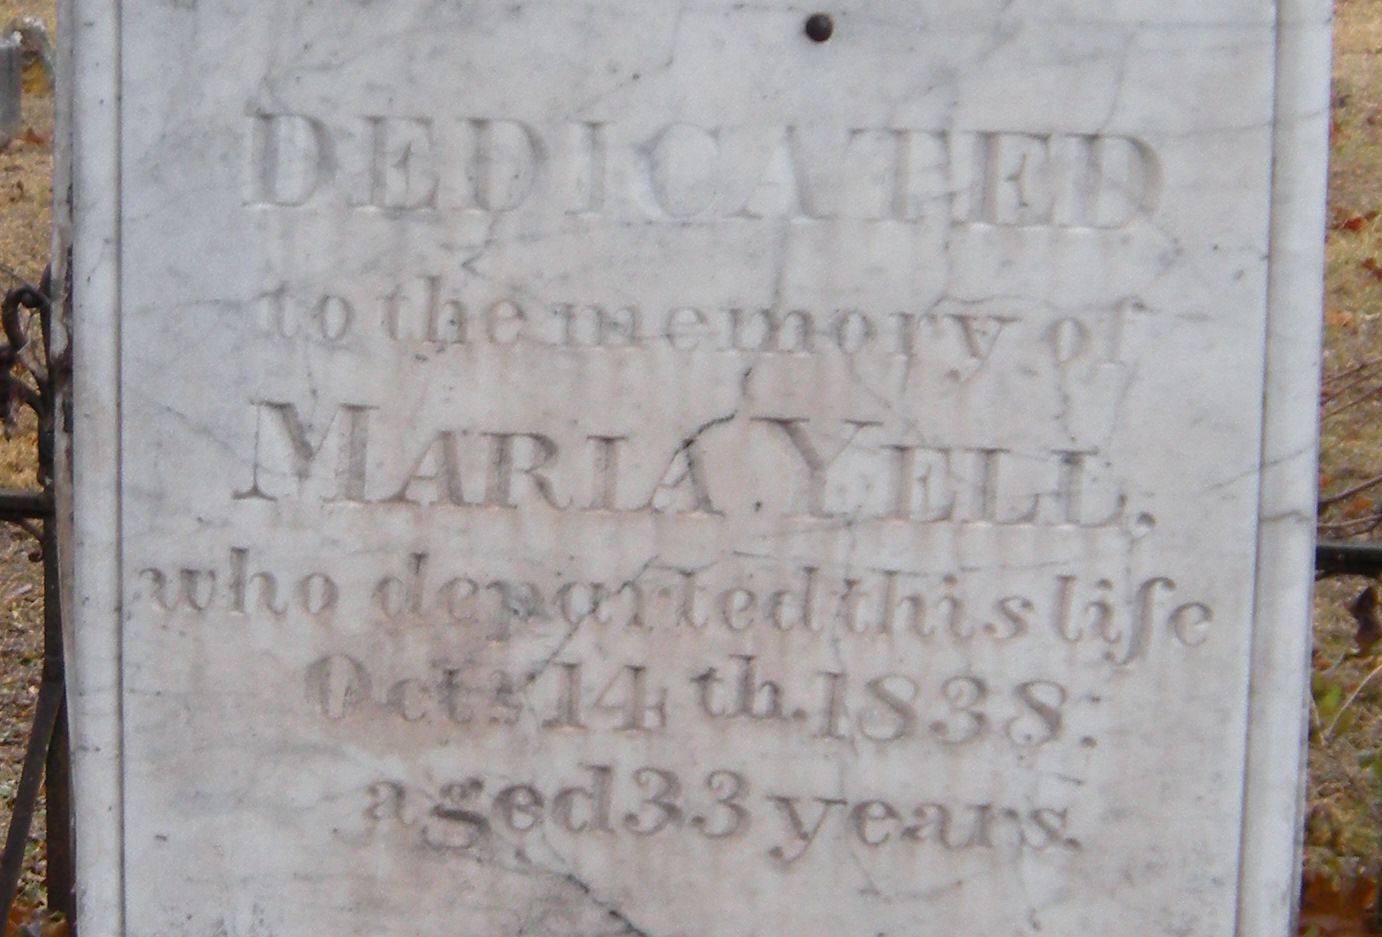 DEDICATED
to the memory of
MARIA YELL,
who departed this life
Octr 14th. 1838:
aged 33 years.